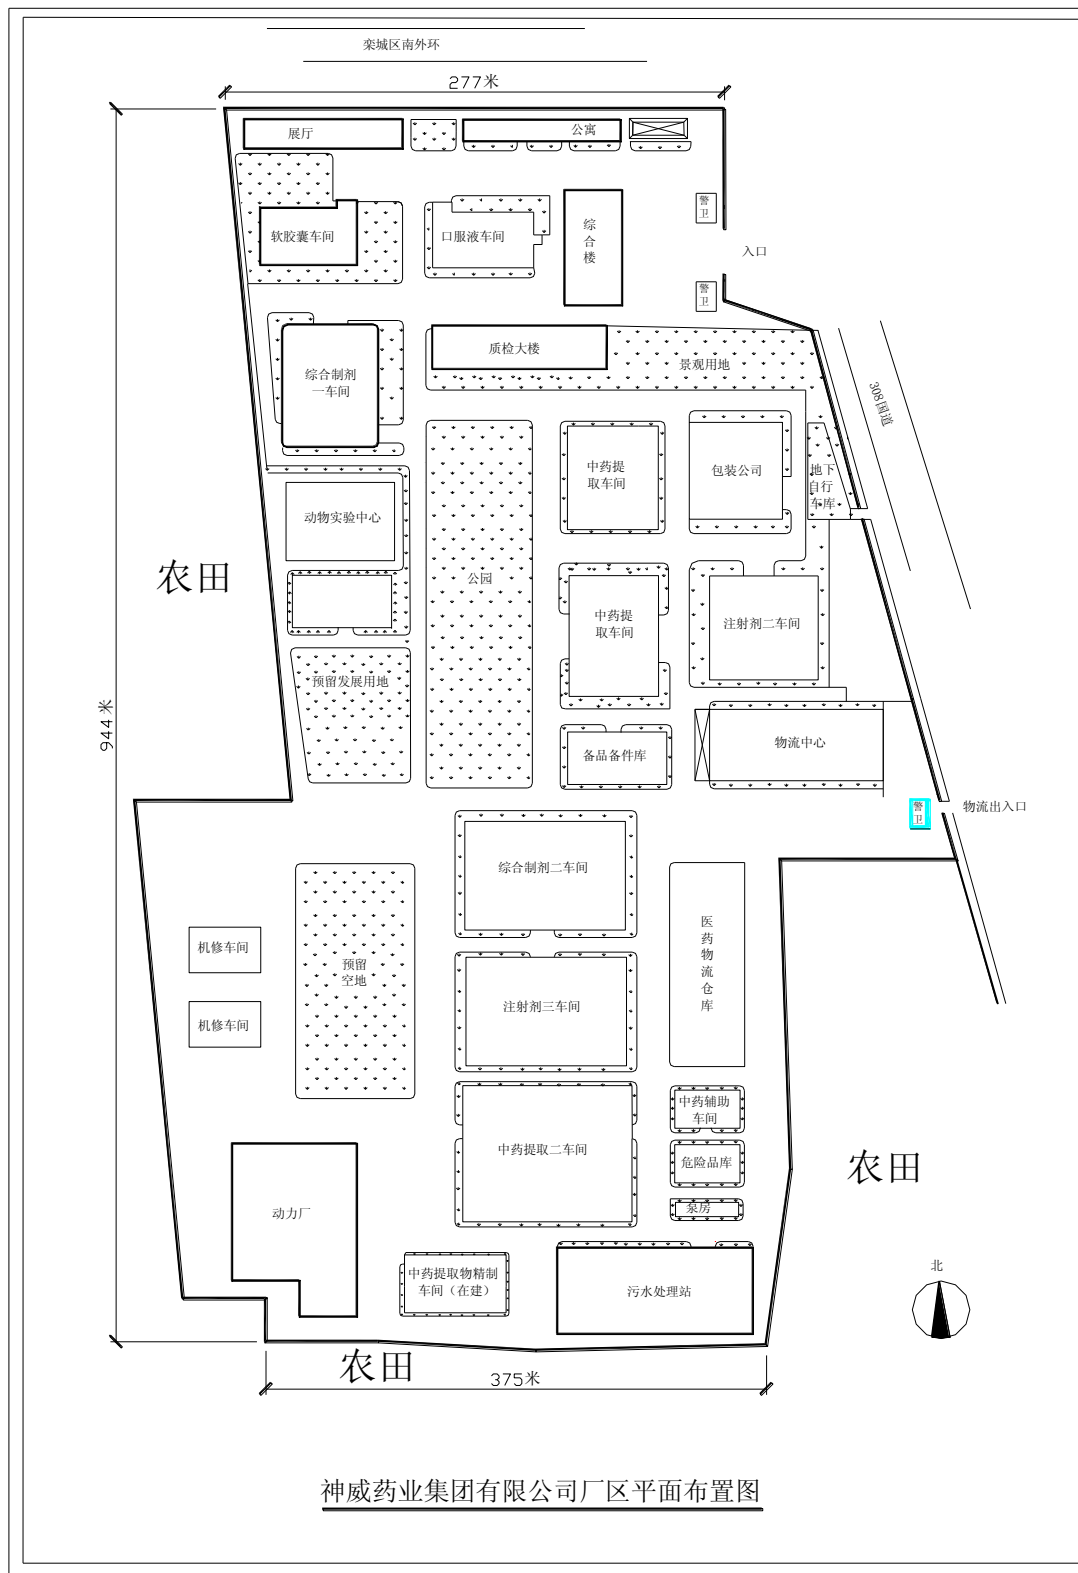 栾城区南外环
277米
展厅
公寓
警
卫
软胶囊车间
口服液车间
综
合
楼
入口
警
卫
质检大楼
景观用地
综合制剂
一车间
308国道
中药提
取车间
包装公司
地下
自行
车库
动物实验中心
农田
公园
中药提
取车间
注射剂二车间
预留发展用地
944米
备品备件库
物流中心
警
卫
物流出入口
综合制剂二车间
医
药
物
流
仓
库
机修车间
预留
空地
注射剂三车间
机修车间
中药辅助
车间
中药提取二车间
危险品库
农田
泵房
动力厂
中药提取物精制
车间（在建）
污水处理站
北
农田
375米
神威药业集团有限公司厂区平面布置图